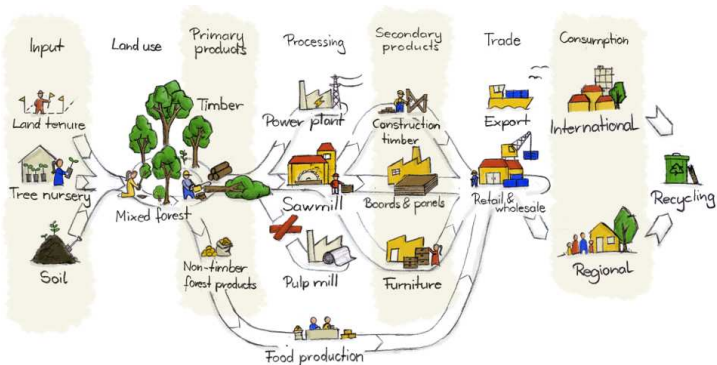 Input
Land use
Primary
products
Processing
Secondary
products
Trade
Consumption
Land tenure
Tree nursery
Soil
Mixed forest
Timber
Non-timber
forest products
Power plant
Sawmill
Pulp mill
Food production
Construction
timber
Boards & panels
Furniture
Export
Retail &
wholesale
International
Regional
Recycling